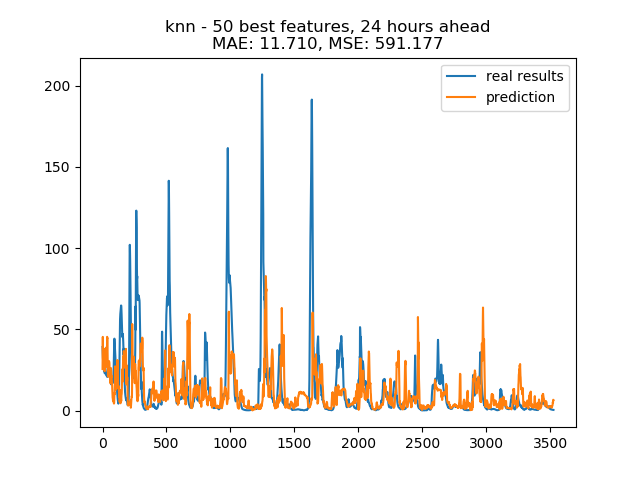 knn - 50 best features, 24 hours ahead
MAE: 11.710, MSE: 591.177
real results
prediction
200
150
100
50
0
0 500 1000 1500 2000 2500 3000 3500